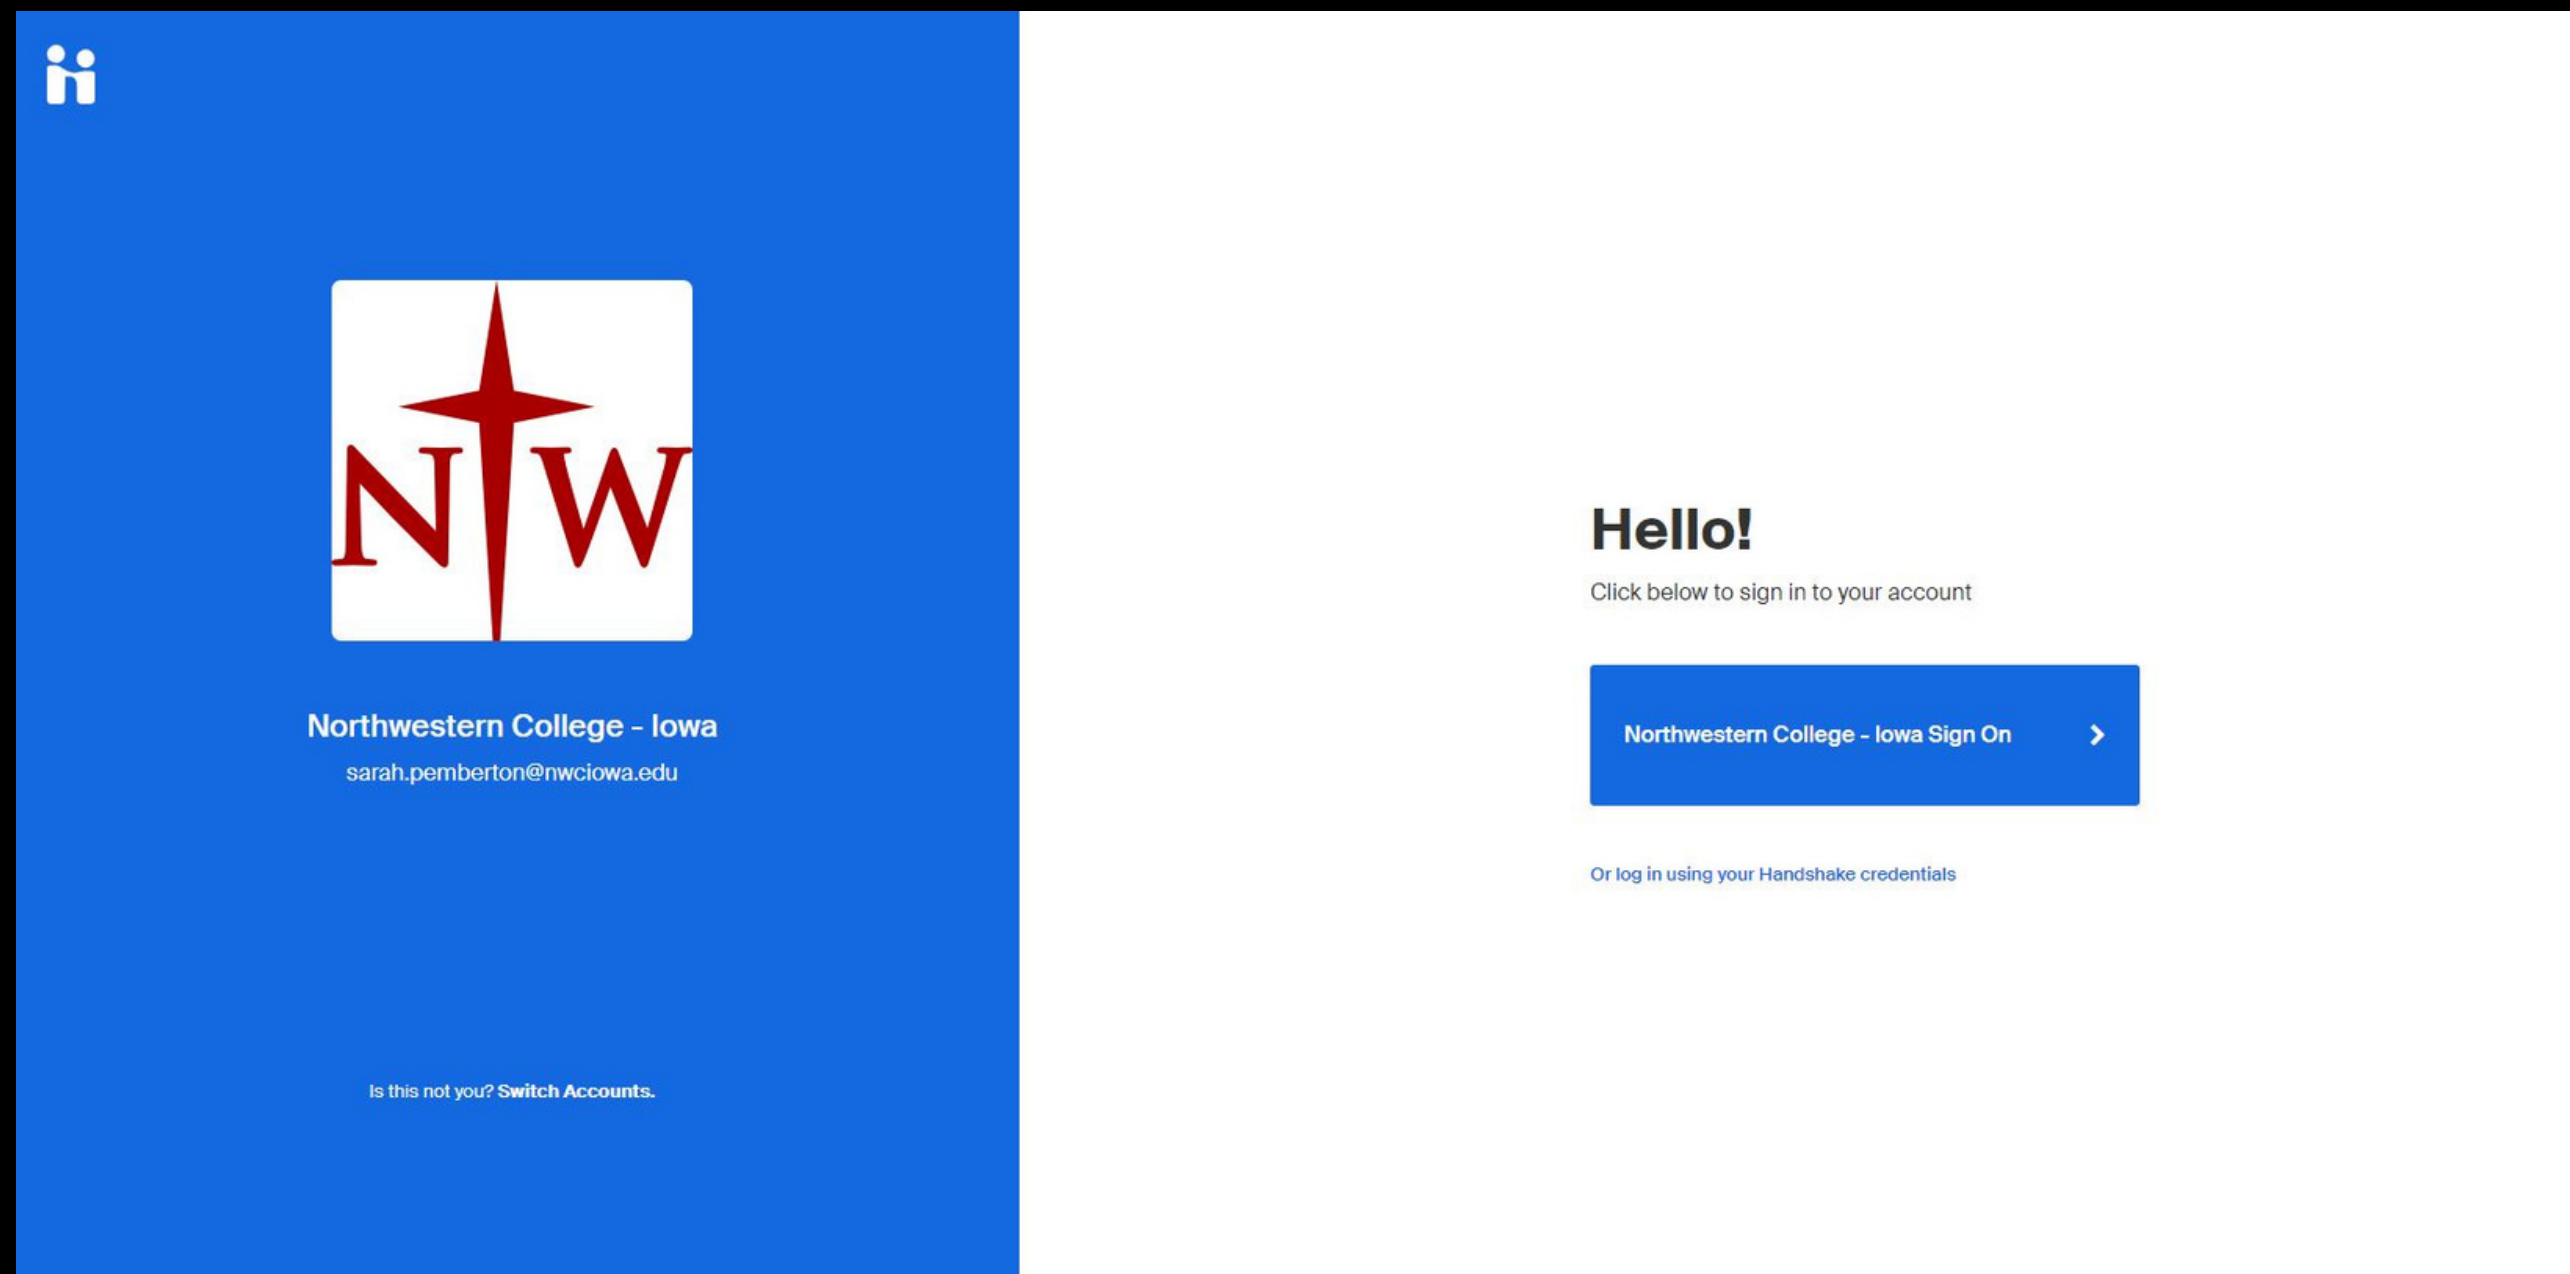 NW
Northwestern College - Iowa
sarah.pemberton@nwciowa.edu
Is this not you? Switch Accounts.
Hello!
Click below to sign in to your account
Northwestern College - Iowa Sign On
Or log in using your Handshake credentials